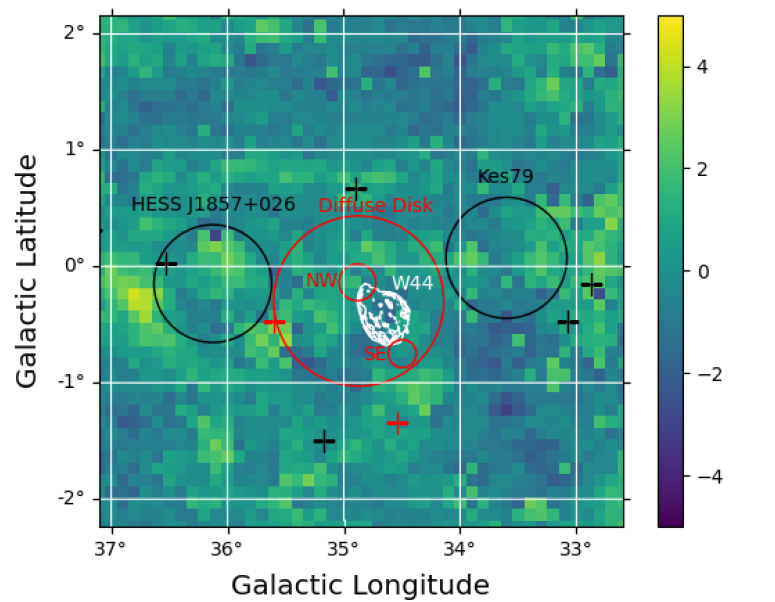 2°
1°
0°
-1°
-2°
Galactic Latitude
HESS J1857+026
Diffuse Disk
Kes79
NW
W44
SE
37°
36°
35°
34°
33°
Galactic Longitude
4
2
0
−2
−4